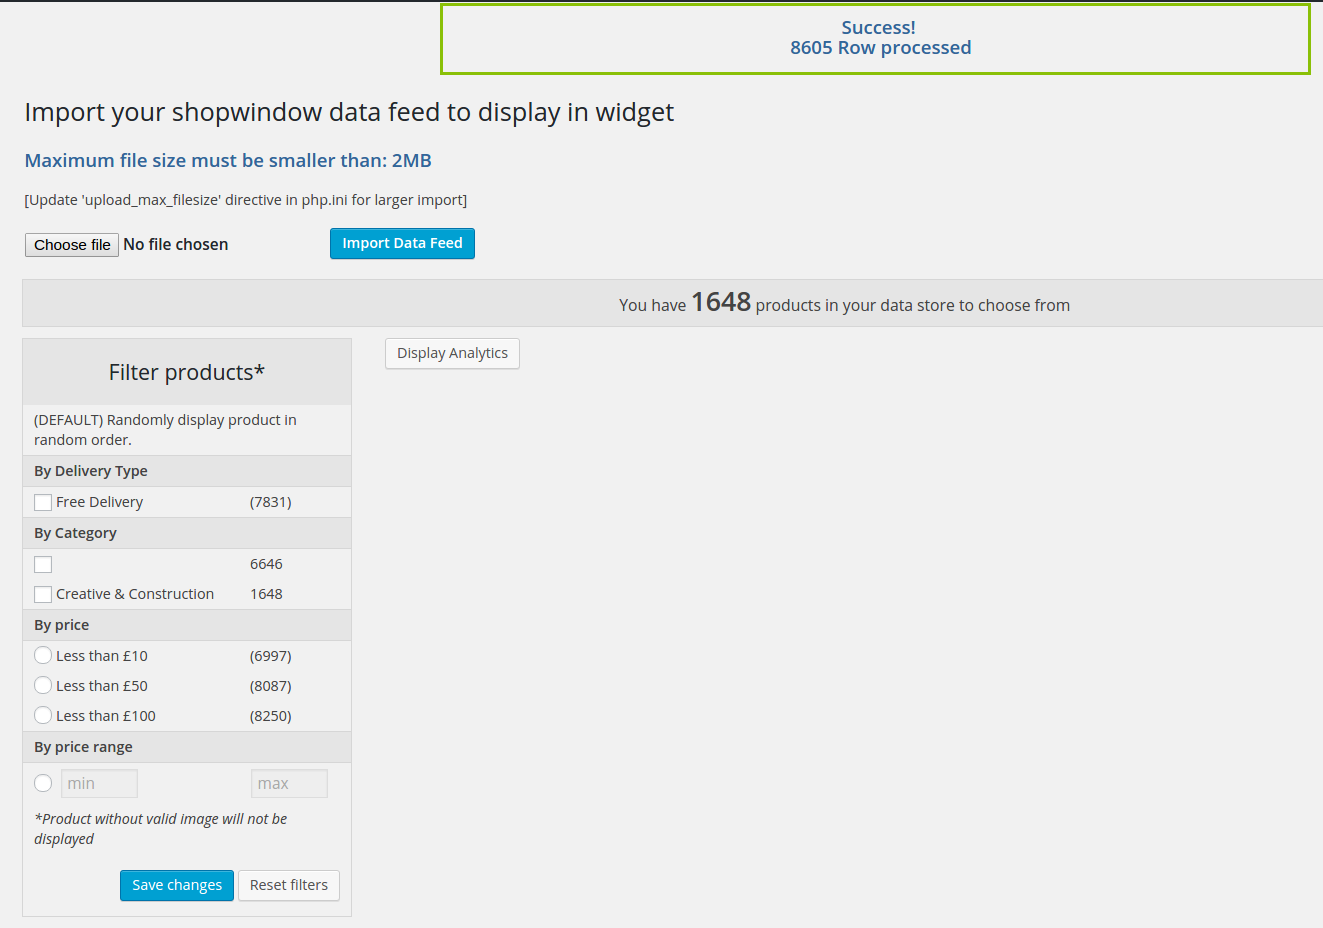 Success!
8605 Row processed
Import your shopwindow data feed to display in widget
Maximum file size must be smaller than: 2MB
[Update 'upload_max_filesize' directive in php.ini for larger import]
Choose file No file chosen Import Data Feed
You have 1648 products in your data store to choose from
Filter products*
Display Analytics
(DEFAULT) Randomly display product in
random order.
By Delivery Type
Free Delivery (7831)
By Category
6646
Creative & Construction 1648
By price
Less than £10 (6997)
Less than £50 (8087)
Less than £100 (8250)
By price range
min max
*Product without valid image will not be
displayed
Save changes Reset filters